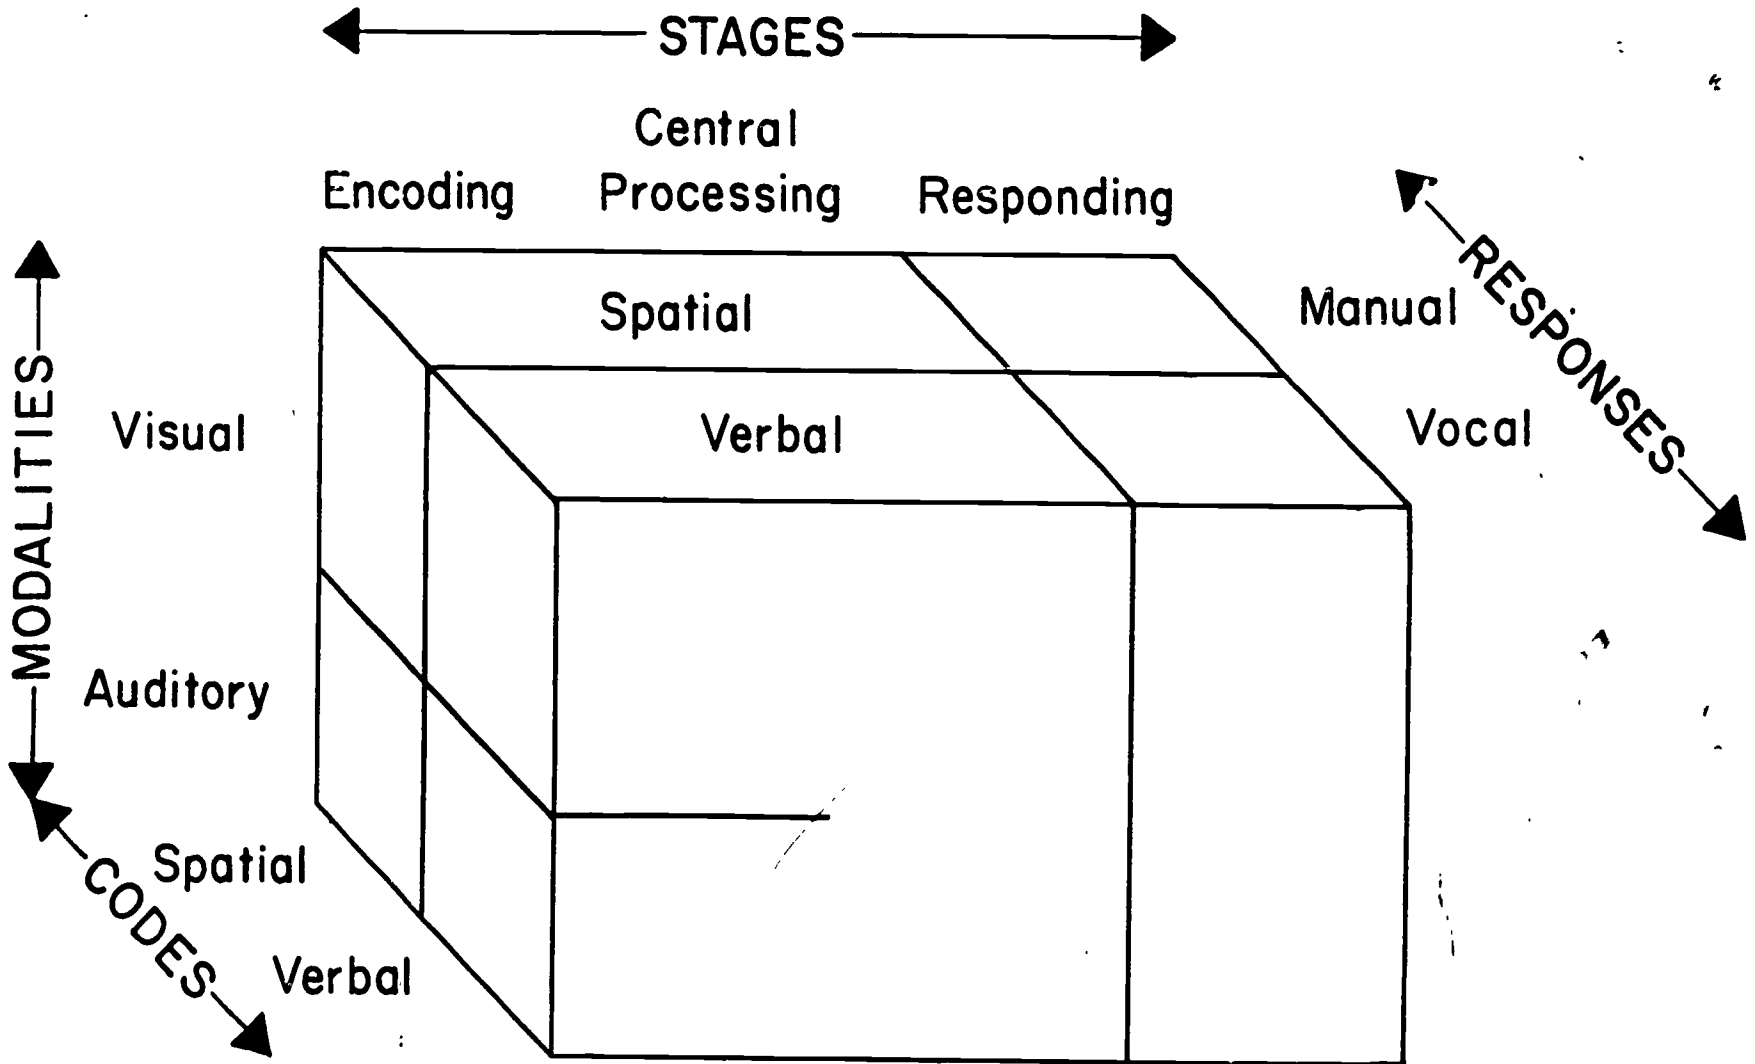 STAGES
Central
Encoding Processing Responding
RESPONSES
Spatial Manual
MODALITIES
Visual Verbal Vocal
Auditory
Spatial
CODES
Verbal